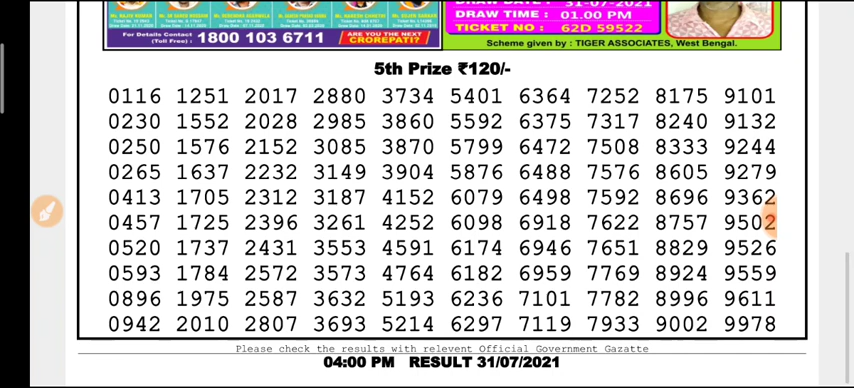 For Details Contact
(Toll Free) : 1800 103 6711
ARE YOU THE NEXT
CROREPATI?
DRAW DATE : 31-07-2021
DRAW TIME : 01.00 PM
TICKET NO : 62D 59522
Scheme given by : TIGER ASSOCIATES, West Bengal.
5th Prize ₹120/-
0116 1251 2017 2880 3734 5401 6364 7252 8175 9101
0230 1552 2028 2985 3860 5592 6375 7317 8240 9132
0250 1576 2152 3085 3870 5799 6472 7508 8333 9244
0265 1637 2232 3149 3904 5876 6488 7576 8605 9279
0413 1705 2312 3187 4152 6079 6498 7592 8696 9362
0457 1725 2396 3261 4252 6098 6918 7622 8757 9502
0520 1737 2431 3553 4591 6174 6946 7651 8829 9526
0593 1784 2572 3573 4764 6182 6959 7769 8924 9559
0896 1975 2587 3632 5193 6236 7101 7782 8996 9611
0942 2010 2807 3693 5214 6297 7119 7933 9002 9978
Please check the results with relevent Official Government Gazatte
04:00 PM RESULT 31/07/2021